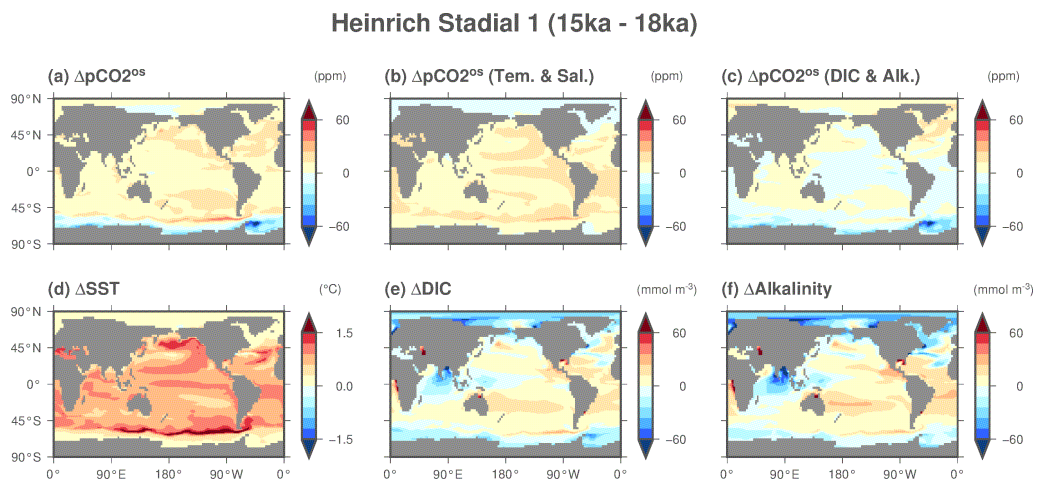 Heinrich Stadial 1 (15ka - 18ka)
(a) ΔpCO2ᵒˢ (ppm)
(b) ΔpCO2ᵒˢ (Tem. & Sal.) (ppm)
(c) ΔpCO2ᵒˢ (DIC & Alk.) (ppm)
90°N
45°N
0°
45°S
90°S
60
0
−60
60
0
−60
60
0
−60
(d) ΔSST (°C)
(e) ΔDIC (mmol m⁻³)
(f) ΔAlkalinity (mmol m⁻³)
90°N
45°N
0°
45°S
90°S
1.5
0.0
−1.5
60
0
−60
60
0
−60
0° 90°E 180° 90°W 0°
0° 90°E 180° 90°W 0°
0° 90°E 180° 90°W 0°